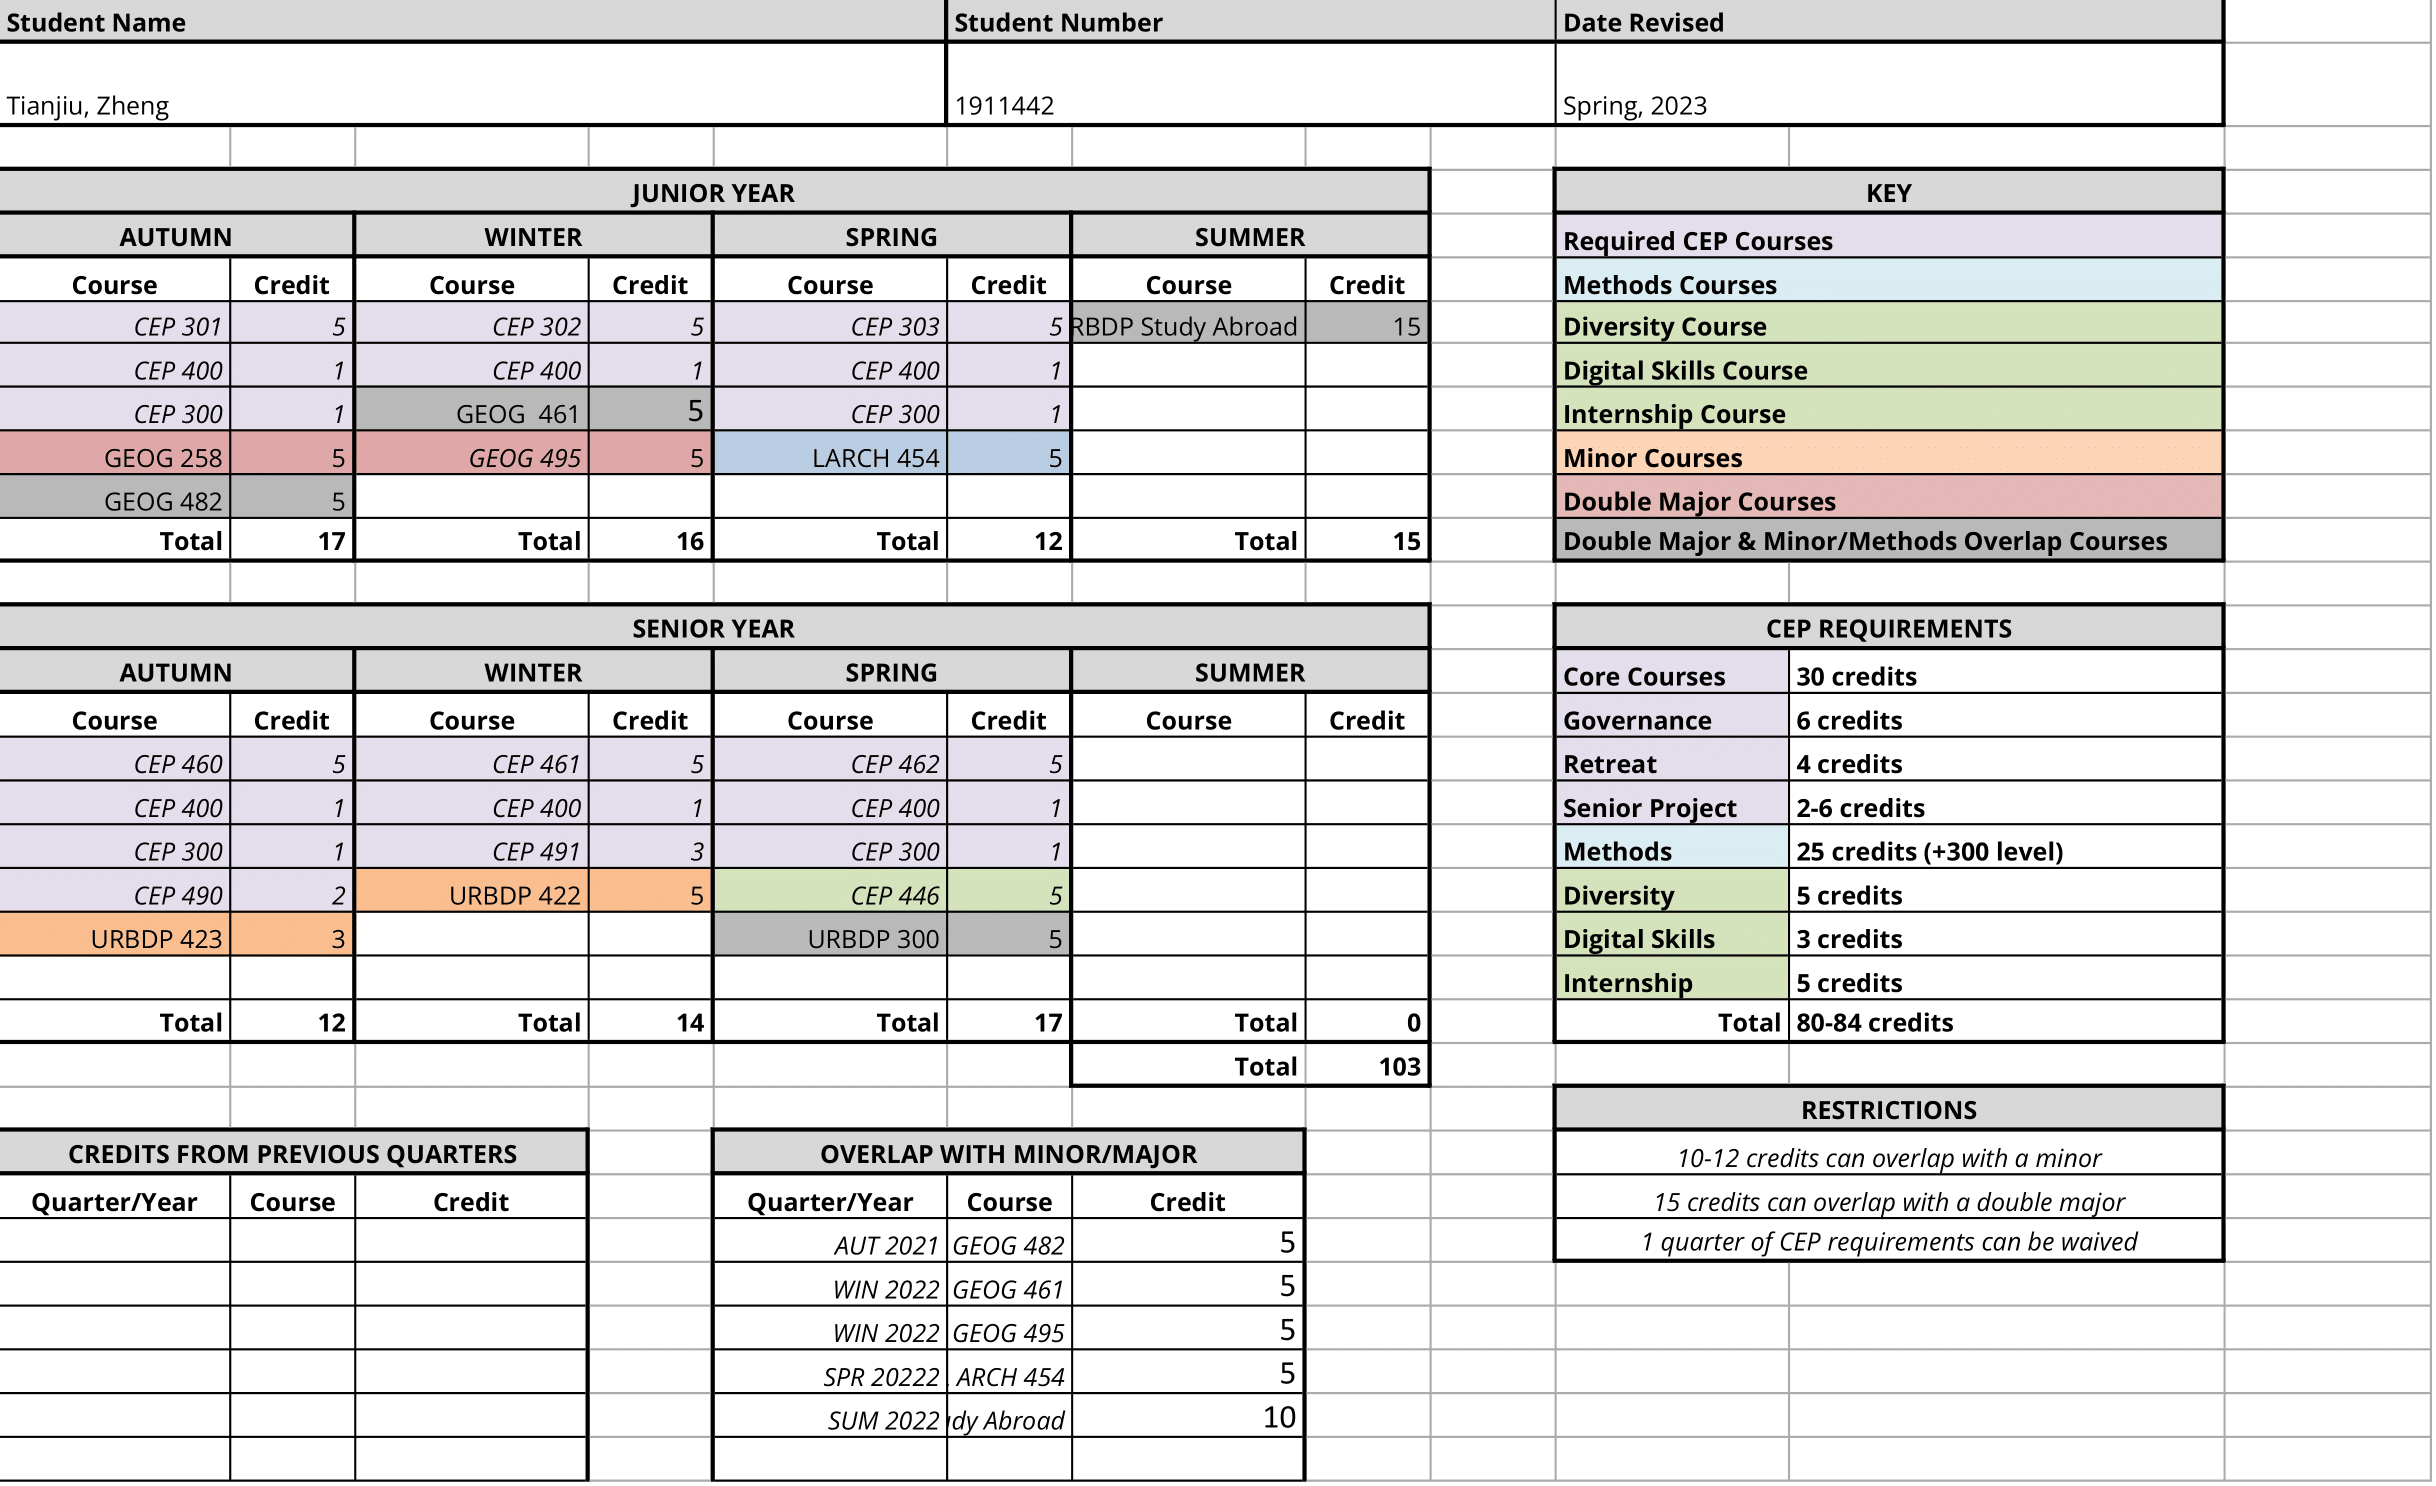 Student Name Student Number Date Revised
Tianjiu, Zheng 1911442 Spring, 2023
JUNIOR YEAR KEY
AUTUMN WINTER SPRING SUMMER Required CEP Courses
Course Credit Course Credit Course Credit Course Credit Methods Courses
CEP 301 5 CEP 302 5 CEP 303 5 RBDP Study Abroad 15 Diversity Course
CEP 400 1 CEP 400 1 CEP 400 1 Digital Skills Course
CEP 300 1 GEOG  461 5 CEP 300 1 Internship Course
GEOG 258 5 GEOG 495 5 LARCH 454 5 Minor Courses
GEOG 482 5 Double Major Courses
Total 17 Total 16 Total 12 Total 15 Double Major & Minor/Methods Overlap Courses
SENIOR YEAR CEP REQUIREMENTS
AUTUMN WINTER SPRING SUMMER Core Courses 30 credits
Course Credit Course Credit Course Credit Course Credit Governance 6 credits
CEP 460 5 CEP 461 5 CEP 462 5 Retreat 4 credits
CEP 400 1 CEP 400 1 CEP 400 1 Senior Project 2-6 credits
CEP 300 1 CEP 491 3 CEP 300 1 Methods 25 credits (+300 level)
CEP 490 2 URBDP 422 5 CEP 446 5 Diversity 5 credits
URBDP 423 3 URBDP 300 5 Digital Skills 3 credits
Internship 5 credits
Total 12 Total 14 Total 17 Total 0 Total 80-84 credits
Total 103
RESTRICTIONS
CREDITS FROM PREVIOUS QUARTERS OVERLAP WITH MINOR/MAJOR 10-12 credits can overlap with a minor
Quarter/Year Course Credit Quarter/Year Course Credit 15 credits can overlap with a double major
AUT 2021 GEOG 482 5 1 quarter of CEP requirements can be waived
WIN 2022 GEOG 461 5
WIN 2022 GEOG 495 5
SPR 20222 ARCH 454 5
SUM 2022 dy Abroad 10